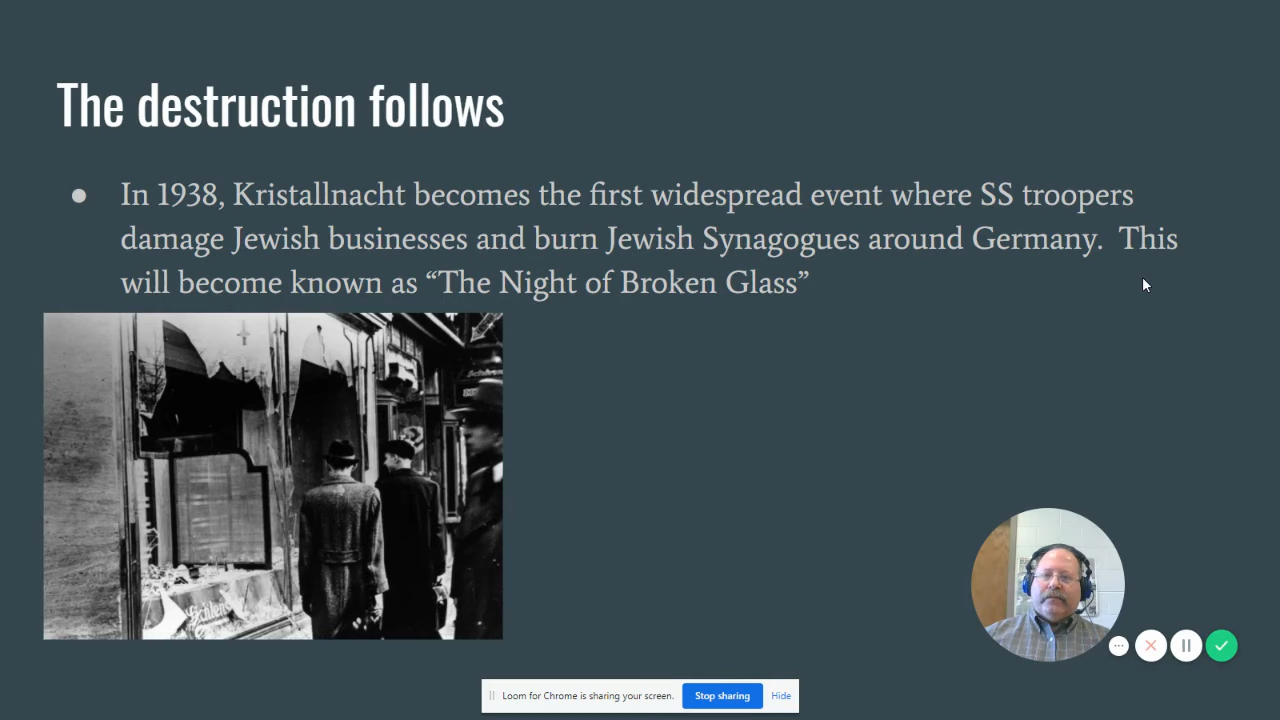 The destruction follows
● In 1938, Kristallnacht becomes the first widespread event where SS troopers
damage Jewish businesses and burn Jewish Synagogues around Germany.  This
will become known as “The Night of Broken Glass”
Loom for Chrome is sharing your screen. Stop sharing Hide